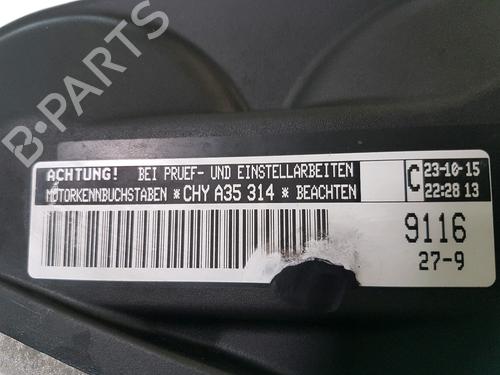 B-PARTS
ACHTUNG! BEI PRUEF- UND EINSTELLARBEITEN
MOTORKENNBUCHSTABEN *CHY A35 314 * BEACHTEN
C
23-10-15
22:28 13
9116
27-9